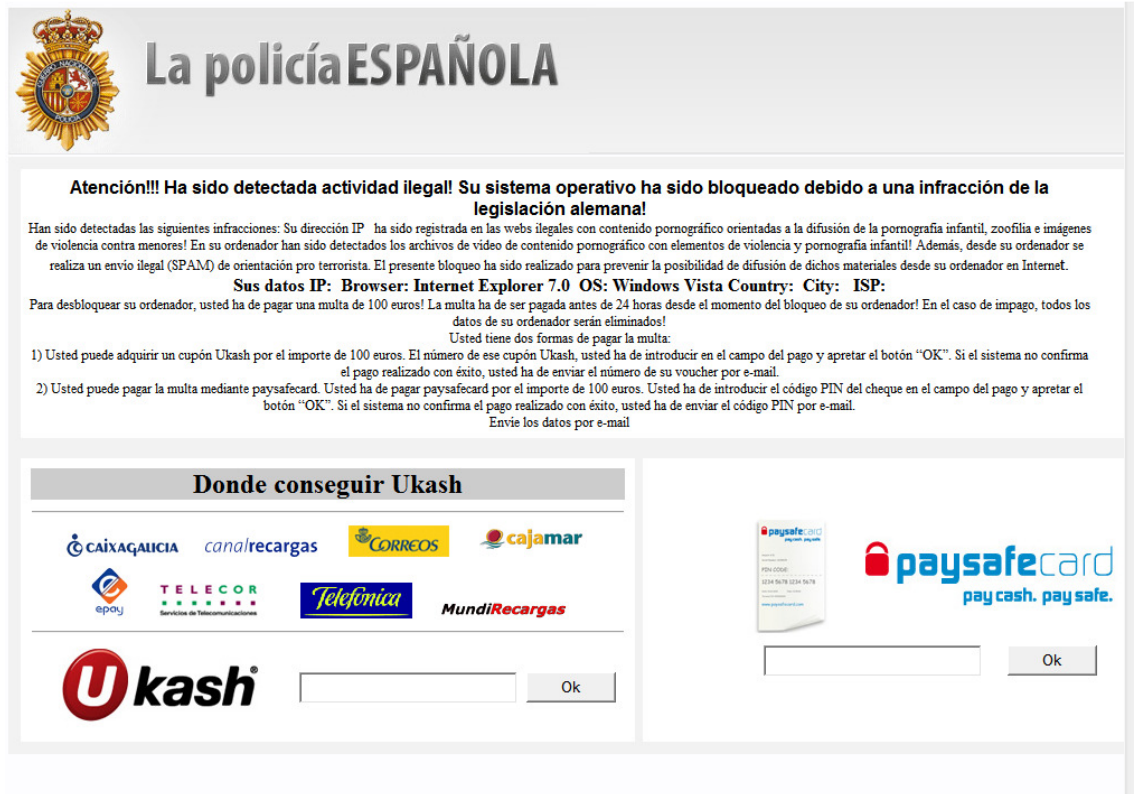 La policía ESPAÑOLA
Atención!!! Ha sido detectada actividad ilegal! Su sistema operativo ha sido bloqueado debido a una infracción de la
legislación alemana!
Han sido detectadas las siguientes infracciones: Su dirección IP ha sido registrada en las webs ilegales con contenido pornográfico orientadas a la difusión de la pornografía infantil, zoofilia e imágenes
de violencia contra menores! En su ordenador han sido detectados los archivos de video de contenido pornográfico con elementos de violencia y pornografía infantil! Además, desde su ordenador se
realiza un envío ilegal (SPAM) de orientación pro terrorista. El presente bloqueo ha sido realizado para prevenir la posibilidad de difusión de dichos materiales desde su ordenador en Internet.
Sus datos IP: Browser: Internet Explorer 7.0 OS: Windows Vista Country: City: ISP:
Para desbloquear su ordenador, usted ha de pagar una multa de 100 euros! La multa ha de ser pagada antes de 24 horas desde el momento del bloqueo de su ordenador! En el caso de impago, todos los
datos de su ordenador serán eliminados!
Usted tiene dos formas de pagar la multa:
1) Usted puede adquirir un cupón Ukash por el importe de 100 euros. El número de ese cupón Ukash, usted ha de introducir en el campo del pago y apretar el botón “OK”. Si el sistema no confirma
el pago realizado con éxito, usted ha de enviar el número de su voucher por e-mail.
2) Usted puede pagar la multa mediante paysafecard. Usted ha de pagar paysafecard por el importe de 100 euros. Usted ha de introducir el código PIN del cheque en el campo del pago y apretar el
botón “OK”. Si el sistema no confirma el pago realizado con éxito, usted ha de enviar el código PIN por e-mail.
Envíe los datos por e-mail
Donde conseguir Ukash
CAIXAGALICIA canalrecargas CORREOS cajamar
epay TELECOR Telefónica MundiRecargas
Servicios de Telecomunicaciones
Ukash Ok
paysafecard
pay cash. pay safe.
PIN CODE:
1234 5678 1234 5678
www.paysafecard.com
paysafecard
pay cash. pay safe.
Ok